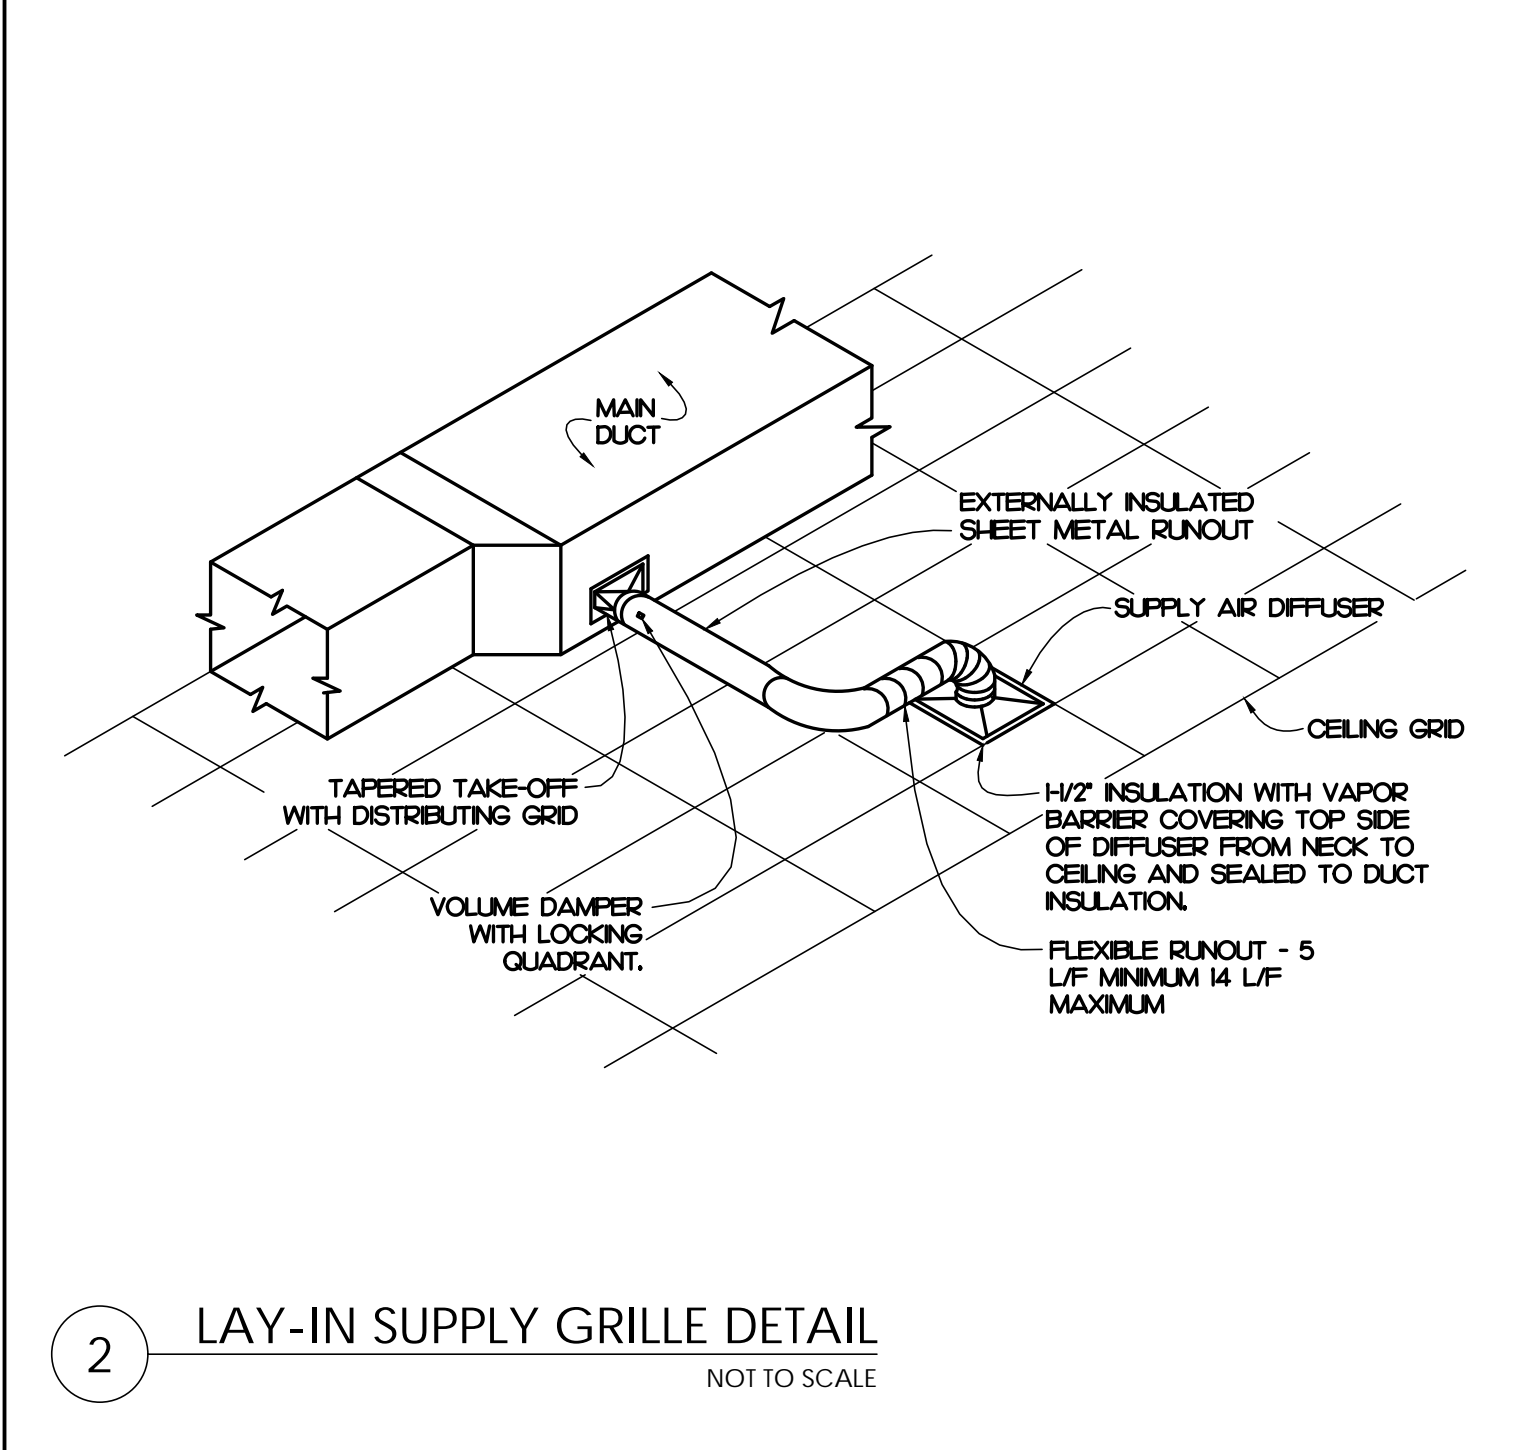 MAIN
DUCT
EXTERNALLY INSULATED
SHEET METAL RUNOUT
SUPPLY AIR DIFFUSER
CEILING GRID
TAPERED TAKE-OFF
WITH DISTRIBUTING GRID
1-1/2" INSULATION WITH VAPOR
BARRIER COVERING TOP SIDE
OF DIFFUSER FROM NECK TO
CEILING AND SEALED TO DUCT
INSULATION.
VOLUME DAMPER
WITH LOCKING
QUADRANT.
FLEXIBLE RUNOUT - 5
L/F MINIMUM 14 L/F
MAXIMUM
2
LAY-IN SUPPLY GRILLE DETAIL
NOT TO SCALE